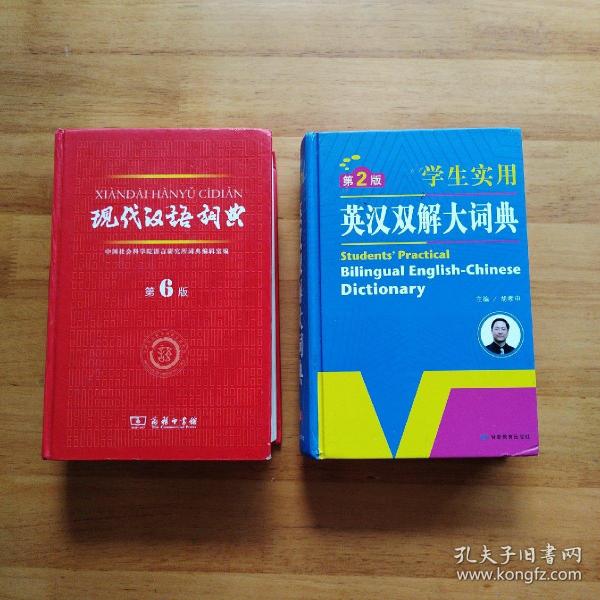 XIÀNDÀI HÀNYǓ CÍDIǍN
现代汉语词典
中国社会科学院语言研究所词典编辑室编
第6版
商务印书馆
The Commercial Press
第2版
学生实用
英汉双解大词典
Students' Practical
Bilingual English-Chinese
Dictionary
主编/胡孝申
孔夫子旧书网
www.kongfz.com